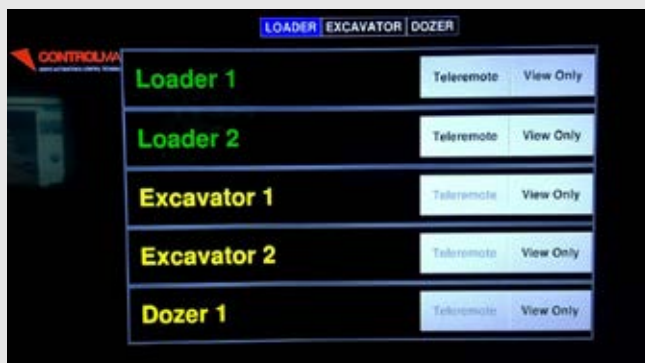 LOADER EXCAVATOR DOZER
CONTROLMA
Loader 1 Teleremote View Only
Loader 2 Teleremote View Only
Excavator 1 Teleremote View Only
Excavator 2 Teleremote View Only
Dozer 1 Teleremote View Only